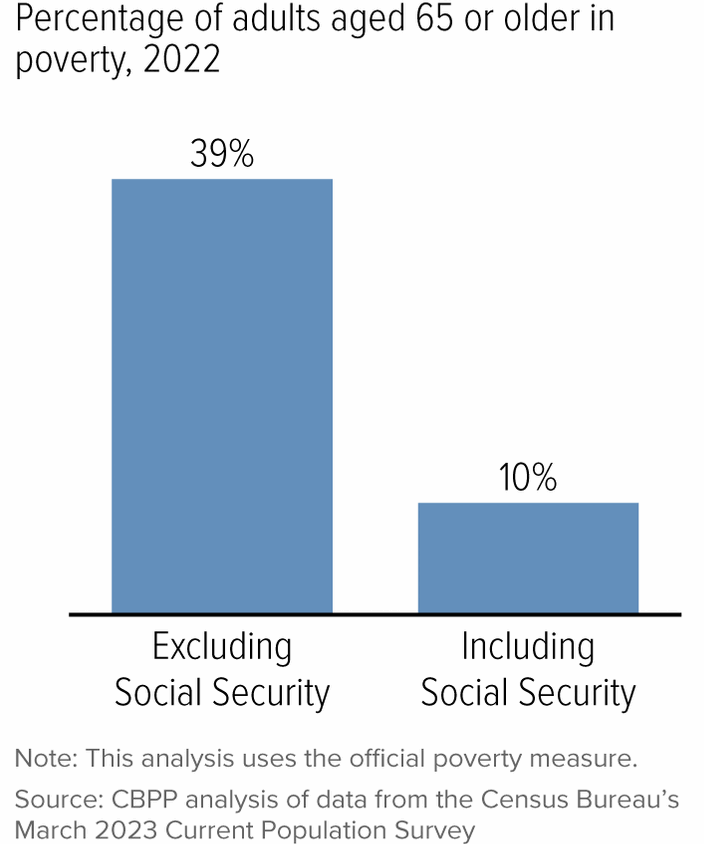 Percentage of adults aged 65 or older in
poverty, 2022
39%
10%
Excluding
Social Security
Including
Social Security
Note: This analysis uses the official poverty measure.
Source: CBPP analysis of data from the Census Bureau’s
March 2023 Current Population Survey